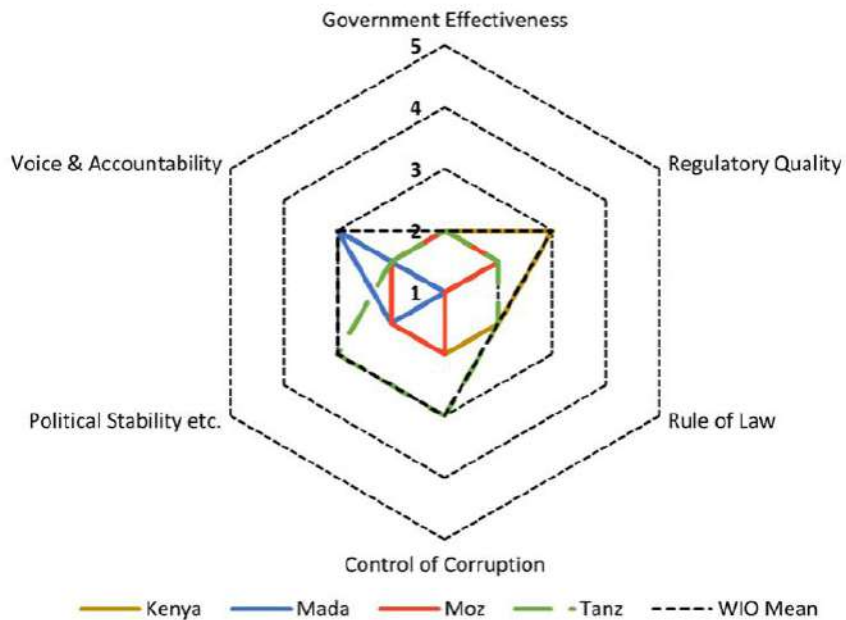 Government Effectiveness
5
4
Voice & Accountability
3
Regulatory Quality
2
1
Political Stability etc.
Rule of Law
Control of Corruption
Kenya Mada Moz Tanz WIO Mean